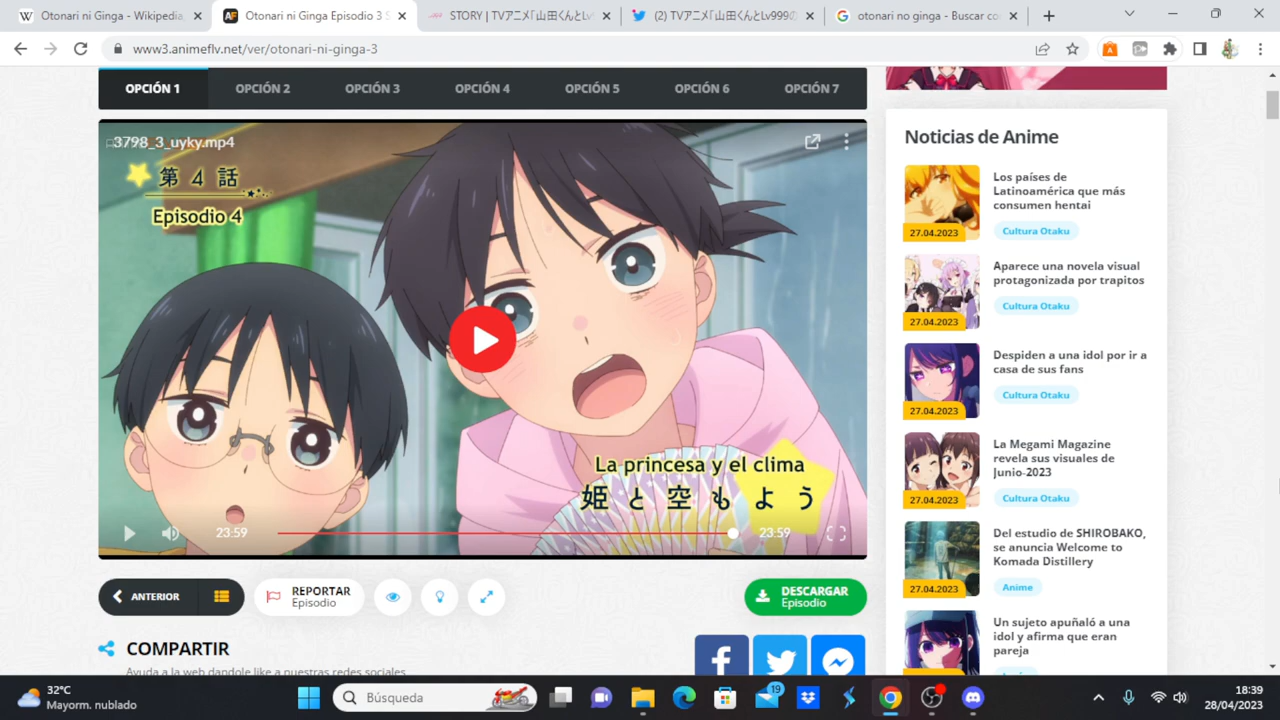 Otonari ni Ginga - Wikipedia,
Otonari ni Ginga Episodio 3 S
STORY | TVアニメ「山田くんとLv
(2) TVアニメ「山田くんとLv999の
otonari no ginga - Buscar co
www3.animeflv.net/ver/otonari-ni-ginga-3
OPCIÓN 1
OPCIÓN 2
OPCIÓN 3
OPCIÓN 4
OPCIÓN 5
OPCIÓN 6
OPCIÓN 7
3798_3_uyky.mp4
第4話
Episodio 4
La princesa y el clima
姫と空もよう
23:59
23:59
ANTERIOR
REPORTAR
Episodio
DESCARGAR
Episodio
COMPARTIR
Ayuda a la web dandole like a nuestras redes sociales
Noticias de Anime
Los países de
Latinoamérica que más
consumen hentai
27.04.2023
Cultura Otaku
Aparece una novela visual
protagonizada por trapitos
Cultura Otaku
27.04.2023
Despiden a una idol por ir a
casa de sus fans
Cultura Otaku
27.04.2023
La Megami Magazine
revela sus visuales de
Junio-2023
27.04.2023
Cultura Otaku
Del estudio de SHIROBAKO,
se anuncia Welcome to
Komada Distillery
27.04.2023
Anime
Un sujeto apuñaló a una
idol y afirma que eran
pareja
32°C
Mayorm. nublado
Búsqueda
19
18:39
28/04/2023